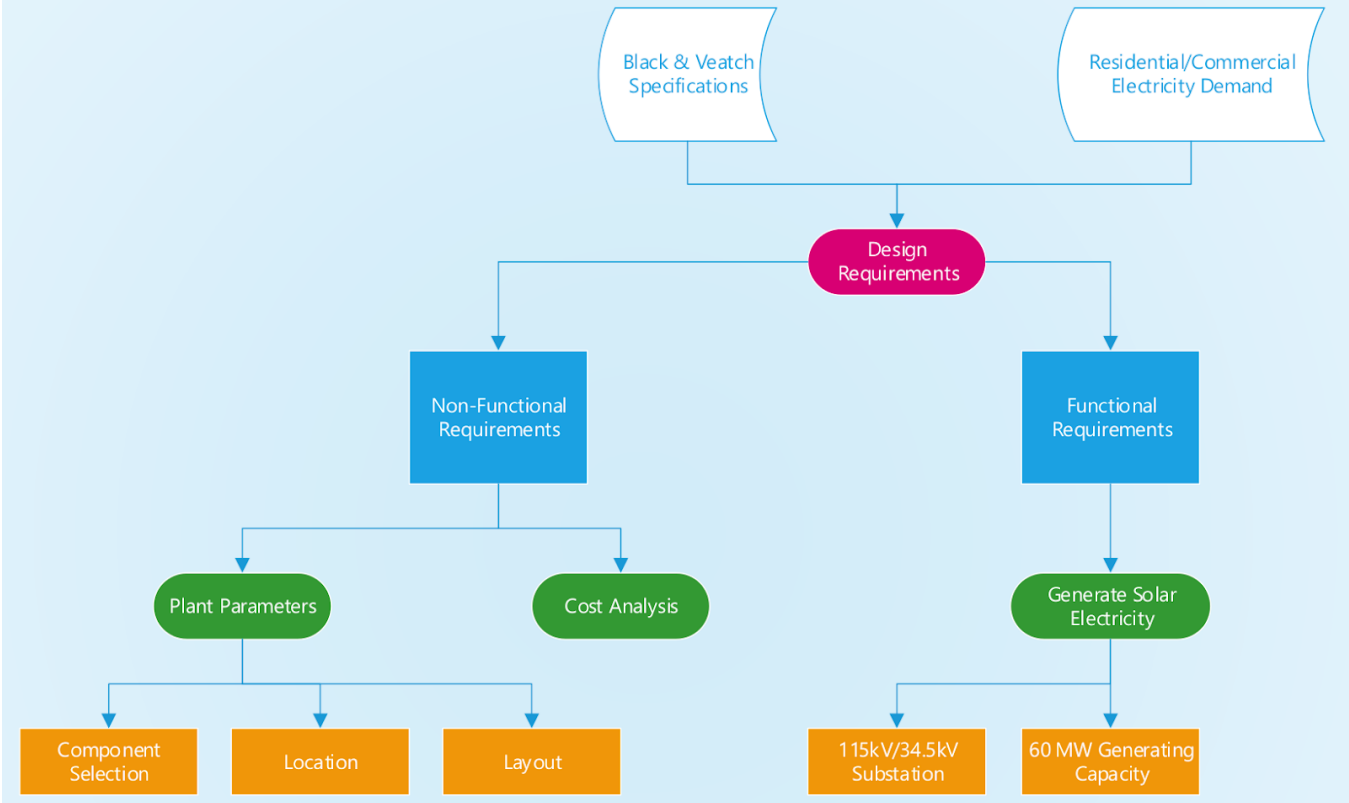 Black & Veatch
Specifications
Residential/Commercial
Electricity Demand
Design
Requirements
Non-Functional
Requirements
Functional
Requirements
Plant Parameters
Cost Analysis
Generate Solar
Electricity
Component
Selection
Location
Layout
115kV/34.5kV
Substation
60 MW Generating
Capacity